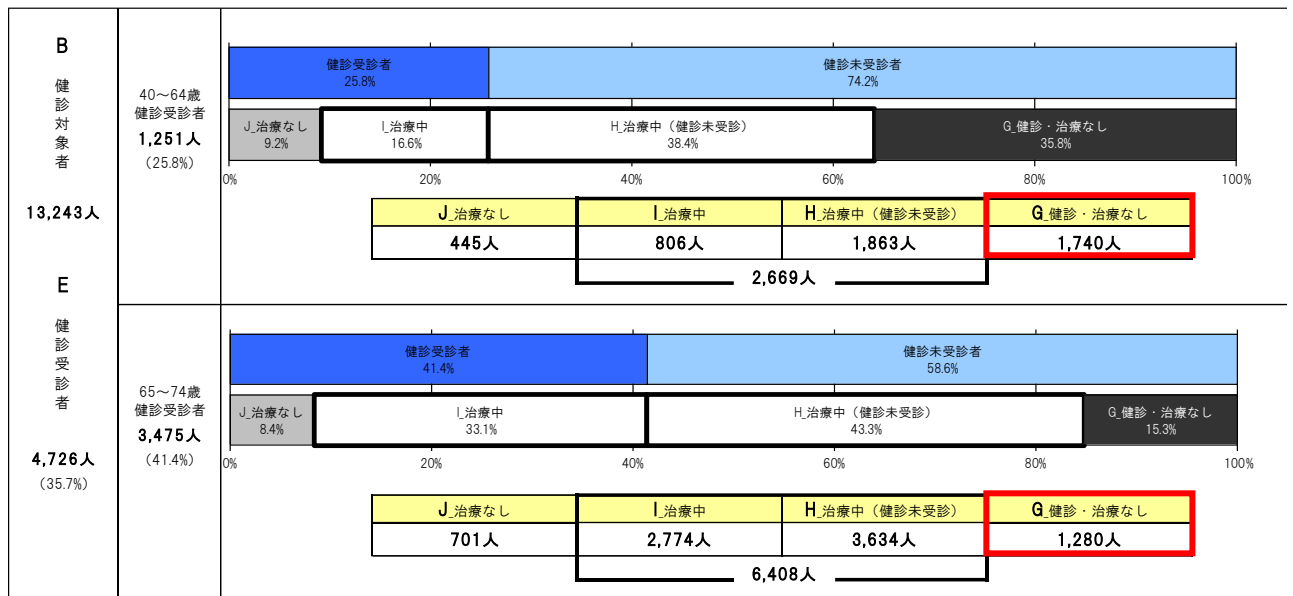 B
健診対象者
13,243人
E
健診受診者
4,726人
(35.7%)
40～64歳
健診受診者
1,251人
(25.8%)
健診受診者
25.8%
健診未受診者
74.2%
J_治療なし
9.2%
I_治療中
16.6%
H_治療中（健診未受診）
38.4%
G_健診・治療なし
35.8%
0% 20% 40% 60% 80% 100%
J_治療なし I_治療中 H_治療中（健診未受診） G_健診・治療なし
445人 806人 1,863人 1,740人
2,669人
65～74歳
健診受診者
3,475人
(41.4%)
健診受診者
41.4%
健診未受診者
58.6%
J_治療なし
8.4%
I_治療中
33.1%
H_治療中（健診未受診）
43.3%
G_健診・治療なし
15.3%
0% 20% 40% 60% 80% 100%
J_治療なし I_治療中 H_治療中（健診未受診） G_健診・治療なし
701人 2,774人 3,634人 1,280人
6,408人